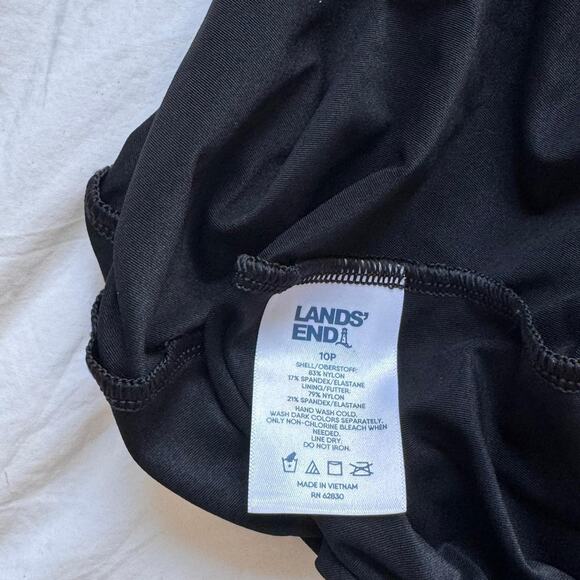 LANDS'
END
10P
SHELL/OBERSTOFF:
83% NYLON
17% SPANDEX/ELASTANE
LINING/FUTTER:
79% NYLON
21% SPANDEX/ELASTANE
HAND WASH COLD.
WASH DARK COLORS SEPARATELY.
ONLY NON-CHLORINE BLEACH WHEN
NEEDED.
LINE DRY.
DO NOT IRON.
MADE IN VIETNAM
RN 62830